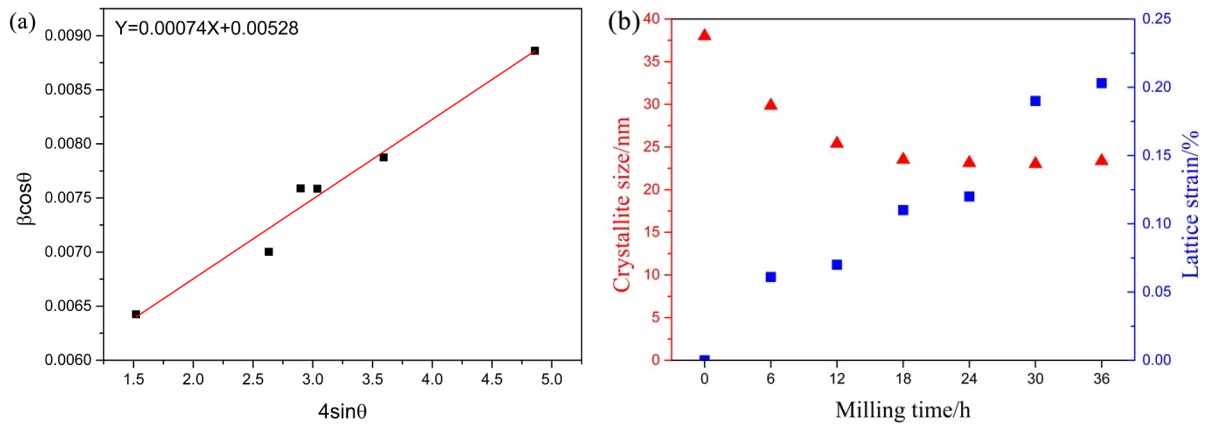 (a)
Y=0.00074X+0.00528
0.0090
0.0085
0.0080
0.0075
0.0070
0.0065
0.0060
βcosθ
1.5 2.0 2.5 3.0 3.5 4.0 4.5 5.0
4sinθ
(b)
40
35
30
25
20
15
10
5
0
Crystallite size/nm
0.25
0.20
0.15
0.10
0.05
0.00
Lattice strain/%
0 6 12 18 24 30 36
Milling time/h